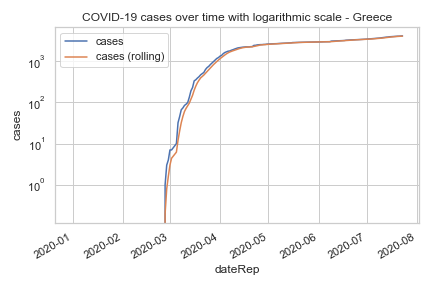 COVID-19 cases over time with logarithmic scale - Greece
cases
cases (rolling)
10³
10²
10¹
10⁰
cases
2020-01
2020-02
2020-03
2020-04
2020-05
2020-06
2020-07
2020-08
dateRep